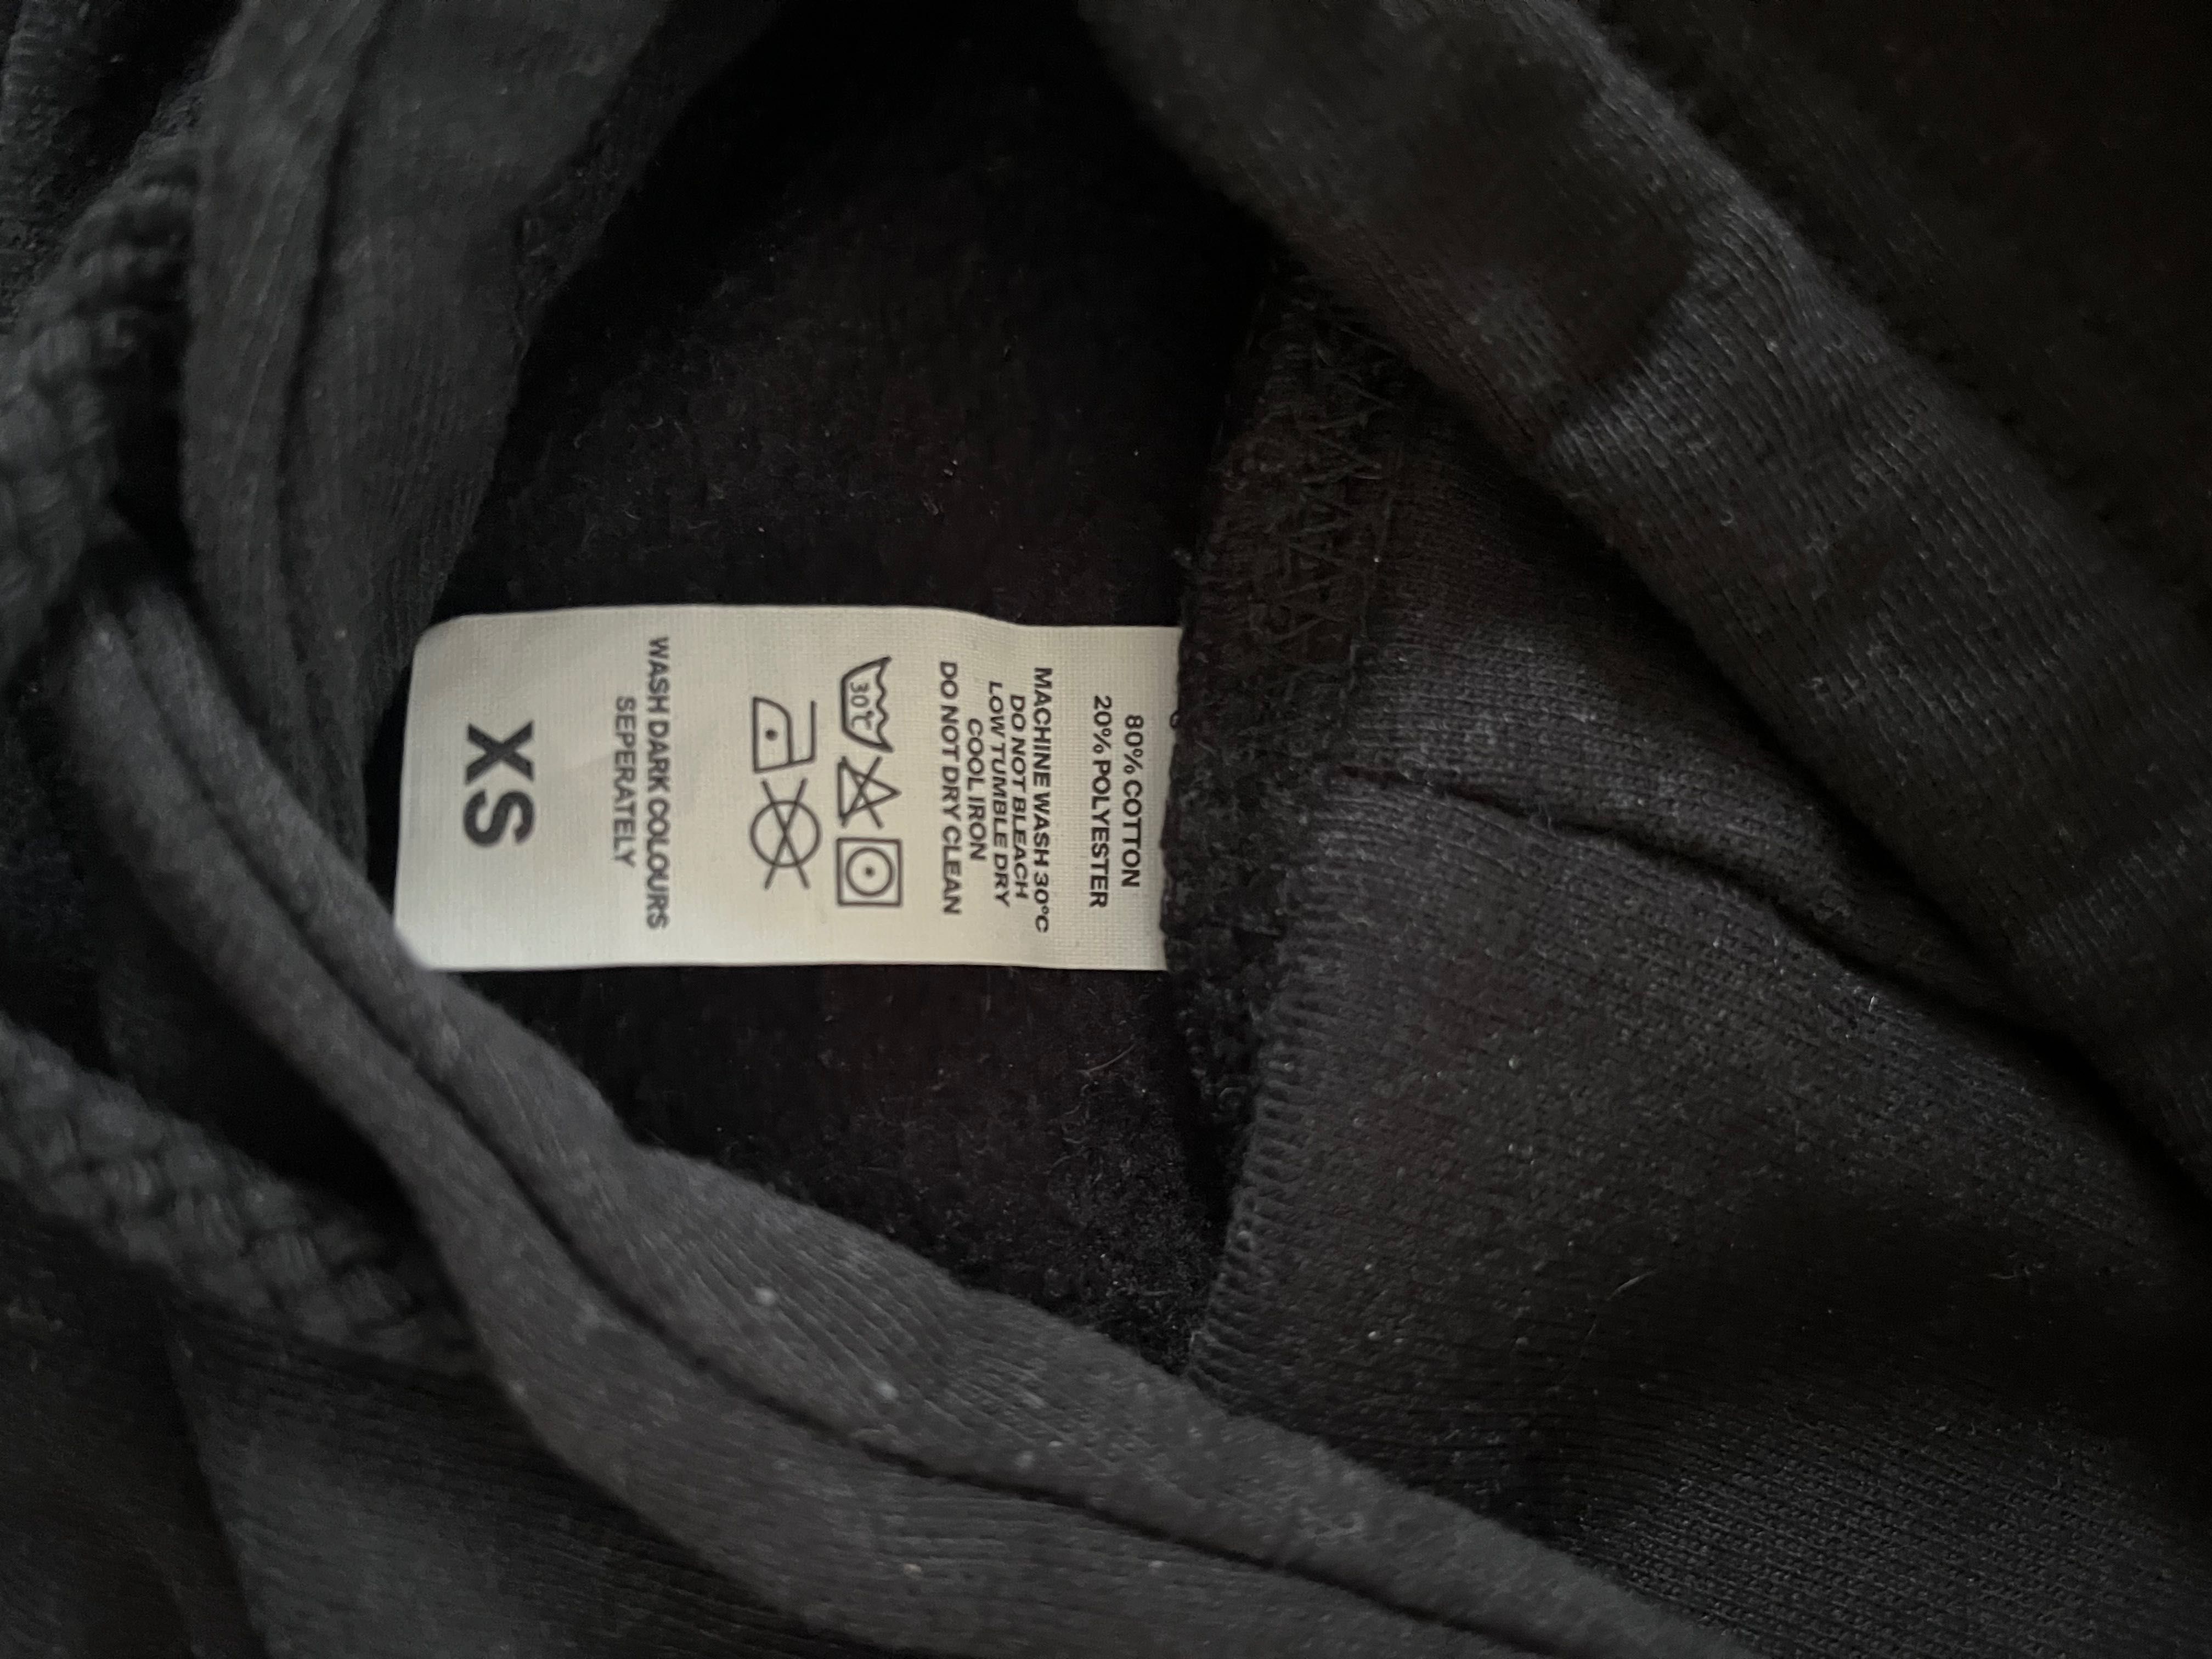 80% COTTON
20% POLYESTER
MACHINE WASH 30°C
DO NOT BLEACH
LOW TUMBLE DRY
COOL IRON
DO NOT DRY CLEAN
30°C
WASH DARK COLOURS
SEPERATELY
XS